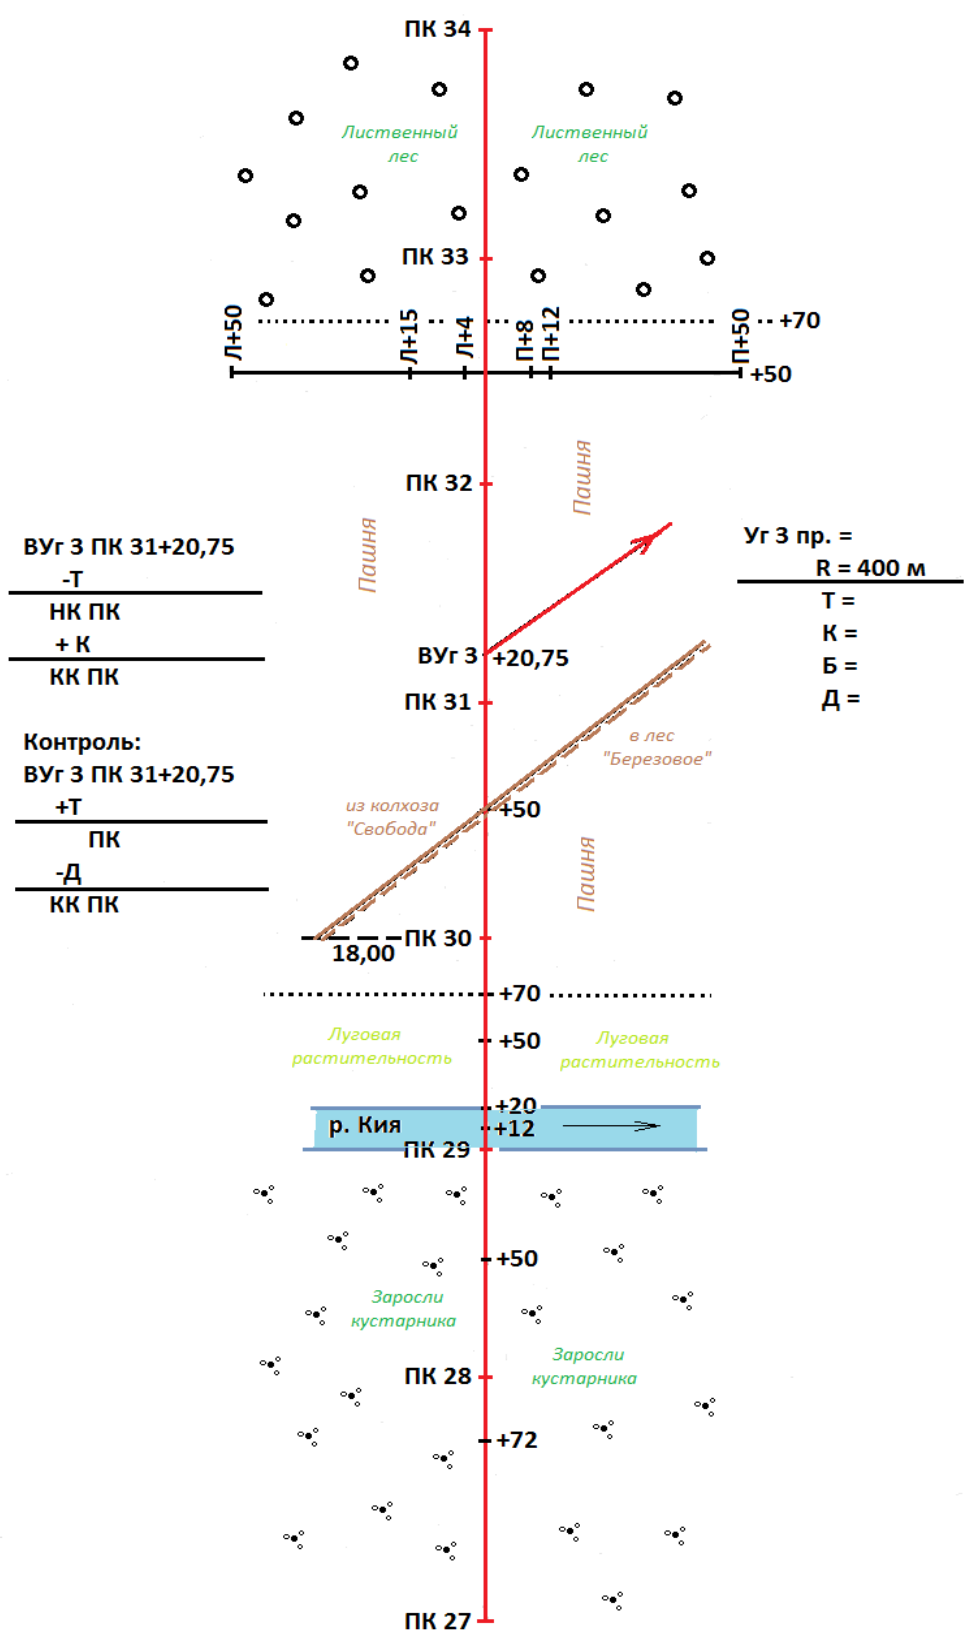 ПК 34
Лиственный
лес
Лиственный
лес
ПК 33
Л+50
Л+15
Л+4
П+8
П+12
П+50
+70
+50
Пашня
ПК 32
Пашня
ВУг 3 ПК 31+20,75
-Т
НК ПК
+ К
КК ПК
Уг 3 пр. =
R = 400 м
Т =
К =
Б =
Д =
ВУг 3
+20,75
ПК 31
Контроль:
ВУг 3 ПК 31+20,75
+Т
ПК
-Д
КК ПК
в лес
"Березовое"
из колхоза
"Свобода"
+50
Пашня
ПК 30
18,00
+70
+50
Луговая
растительность
Луговая
растительность
+20
р. Кия
+12
ПК 29
+50
Заросли
кустарника
Заросли
кустарника
ПК 28
+72
ПК 27